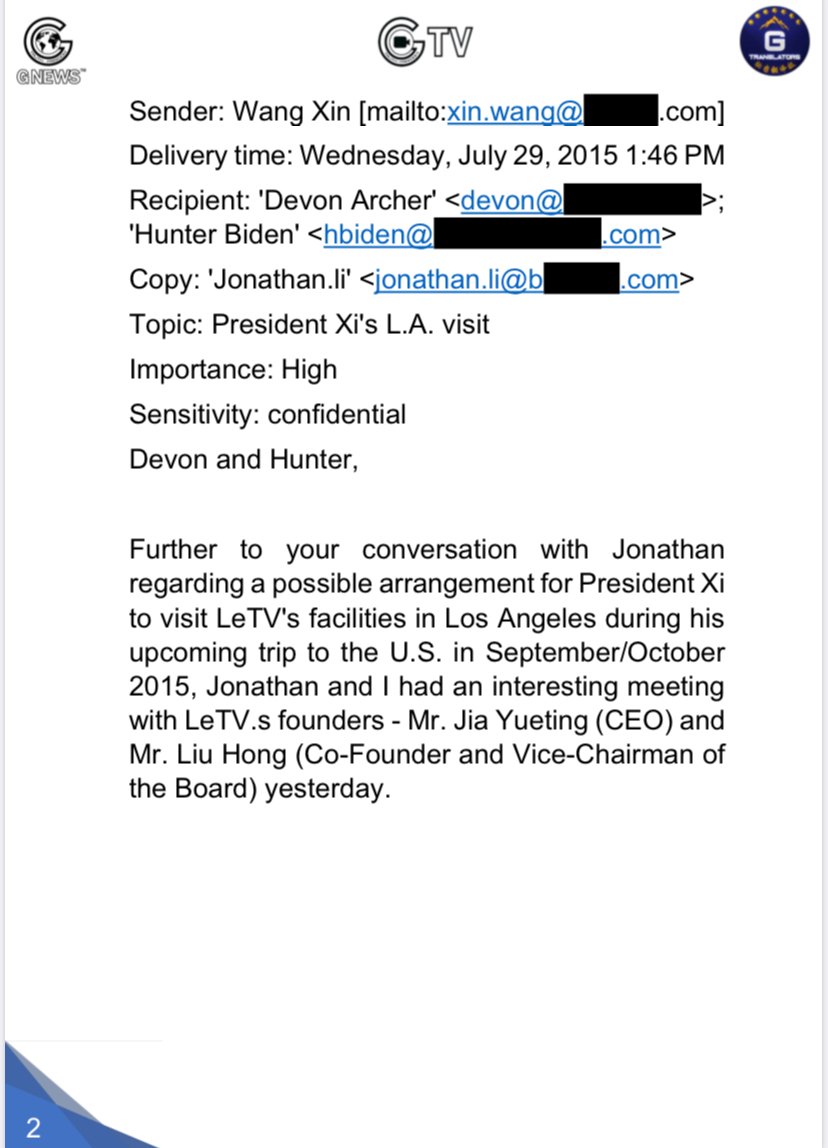 GNEWS™
GTV
G
TRANSLATORS
Sender: Wang Xin [mailto:xin.wang@ .com]
Delivery time: Wednesday, July 29, 2015 1:46 PM
Recipient: 'Devon Archer' <devon@ >;
'Hunter Biden' <hbiden@ .com>
Copy: 'Jonathan.li' <jonathan.li@b .com>
Topic: President Xi's L.A. visit
Importance: High
Sensitivity: confidential
Devon and Hunter,
Further to your conversation with Jonathan
regarding a possible arrangement for President Xi
to visit LeTV's facilities in Los Angeles during his
upcoming trip to the U.S. in September/October
2015, Jonathan and I had an interesting meeting
with LeTV.s founders - Mr. Jia Yueting (CEO) and
Mr. Liu Hong (Co-Founder and Vice-Chairman of
the Board) yesterday.
2